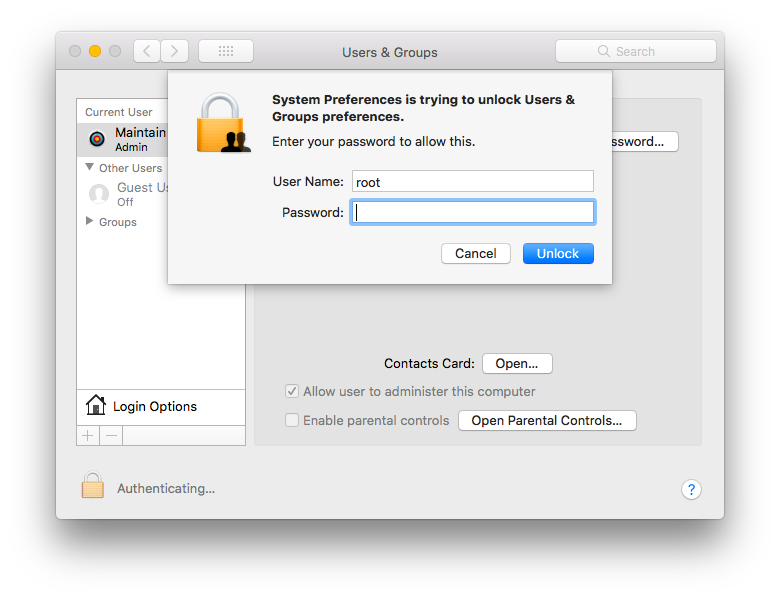 Users & Groups
Search
System Preferences is trying to unlock Users &
Groups preferences.
Enter your password to allow this.
User Name: root
Password:
Cancel
Unlock
Current User
Maintain
Admin
Other Users
Guest Us
Off
Groups
ssword...
Contacts Card: Open...
Allow user to administer this computer
Enable parental controls Open Parental Controls...
Login Options
+ −
Authenticating...
?